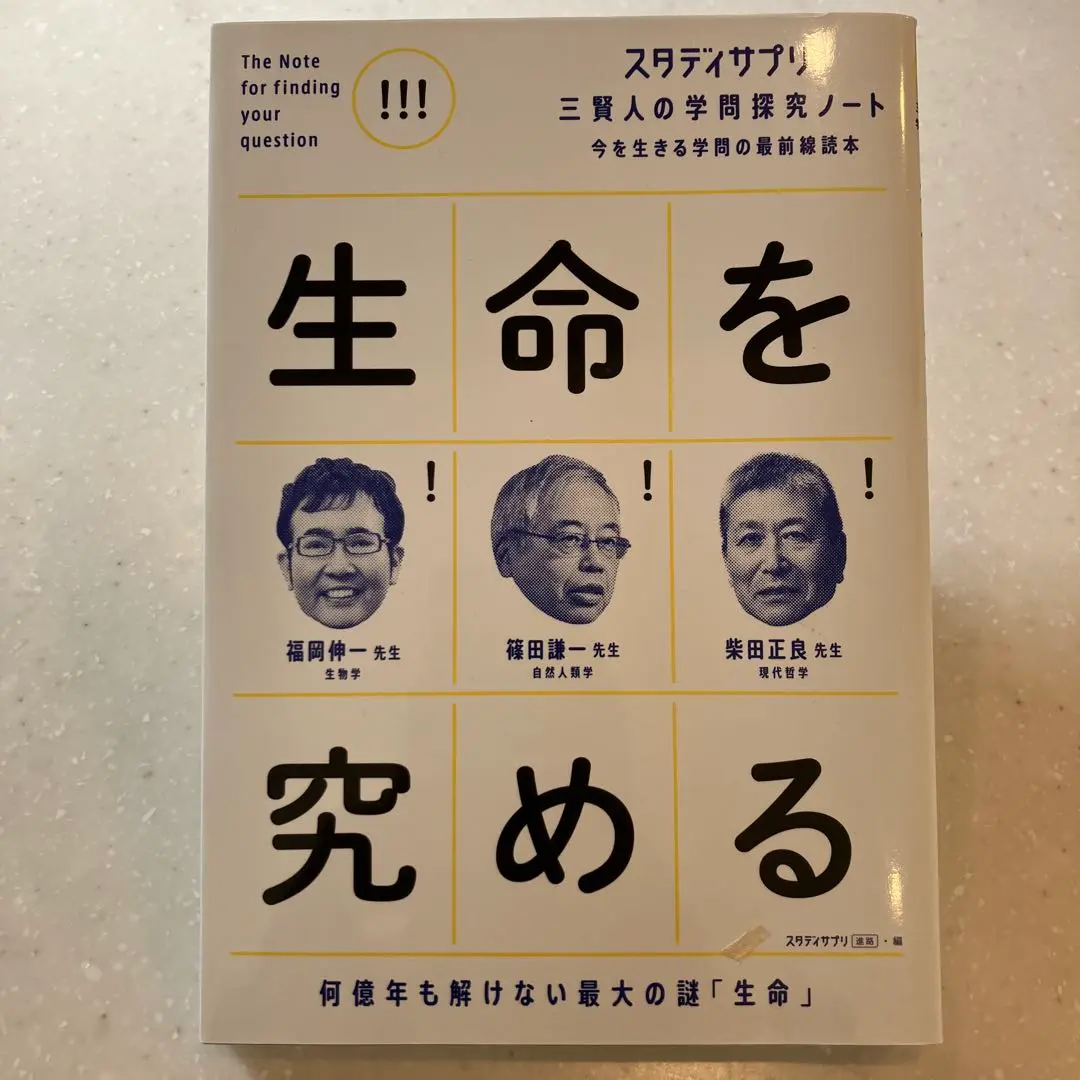 The Note
for finding
your
question
!!!
スタディサプリ
三賢人の学問探究ノート
今を生きる学問の最前線読本
生命を
!
!
!
福岡伸一 先生
生物学
篠田謙一 先生
自然人類学
柴田正良 先生
現代哲学
究める
スタディサプリ 進路・編
何億年も解けない最大の謎「生命」